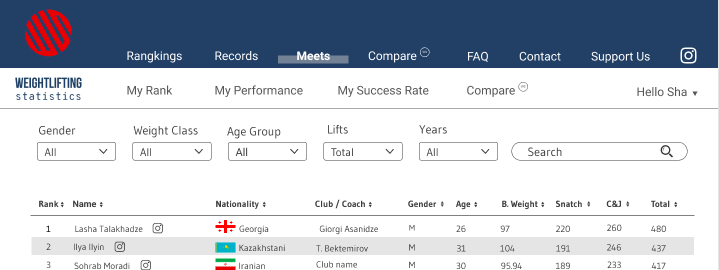 Rangkings Records Meets Compare FAQ Contact Support Us
WEIGHTLIFTING
statistics
My Rank My Performance My Success Rate Compare Hello Sha
Gender Weight Class Age Group Lifts Years
All All All Total All Search
Rank Name Nationality Club / Coach Gender Age B. Weight Snatch C&J Total
1 Lasha Talakhadze Georgia Giorgi Asanidze M 26 97 220 260 480
2 Ilya Ilyin Kazakhstani T. Bektemirov M 31 104 191 246 437
3 Sohrab Moradi Iranian Club name M 30 95.94 189 233 417